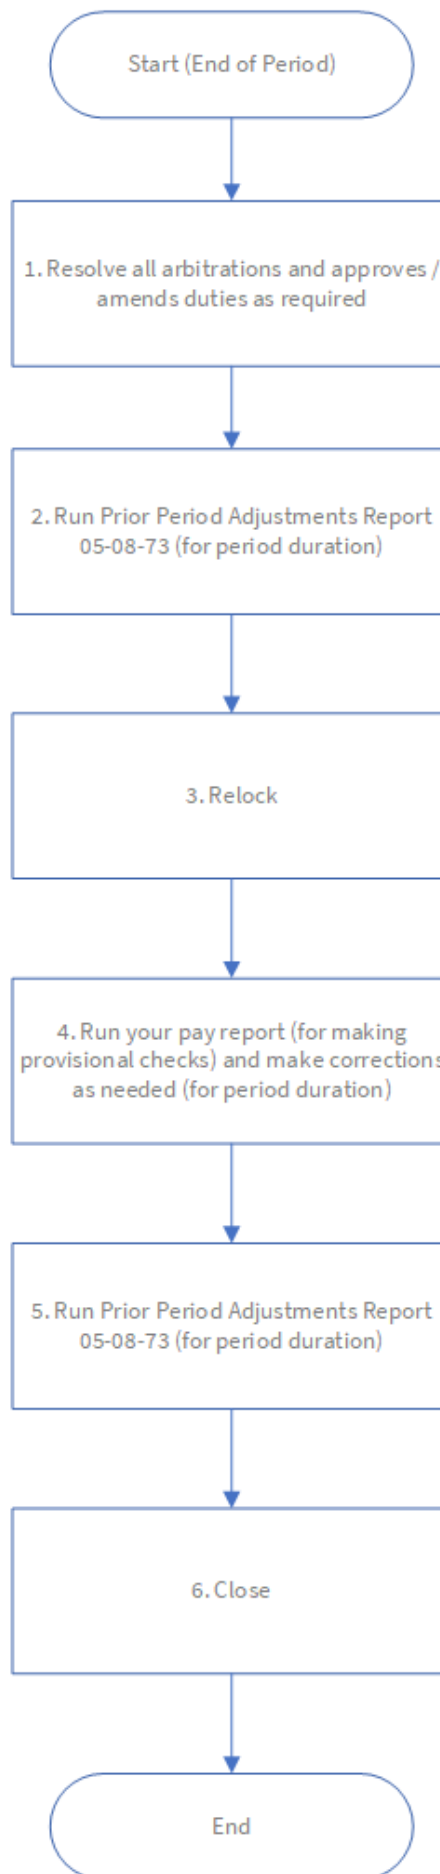 Start (End of Period)
1. Resolve all arbitrations and approves /
amends duties as required
2. Run Prior Period Adjustments Report
05-08-73 (for period duration)
3. Relock
4. Run your pay report (for making
provisional checks) and make corrections
as needed (for period duration)
5. Run Prior Period Adjustments Report
05-08-73 (for period duration)
6. Close
End